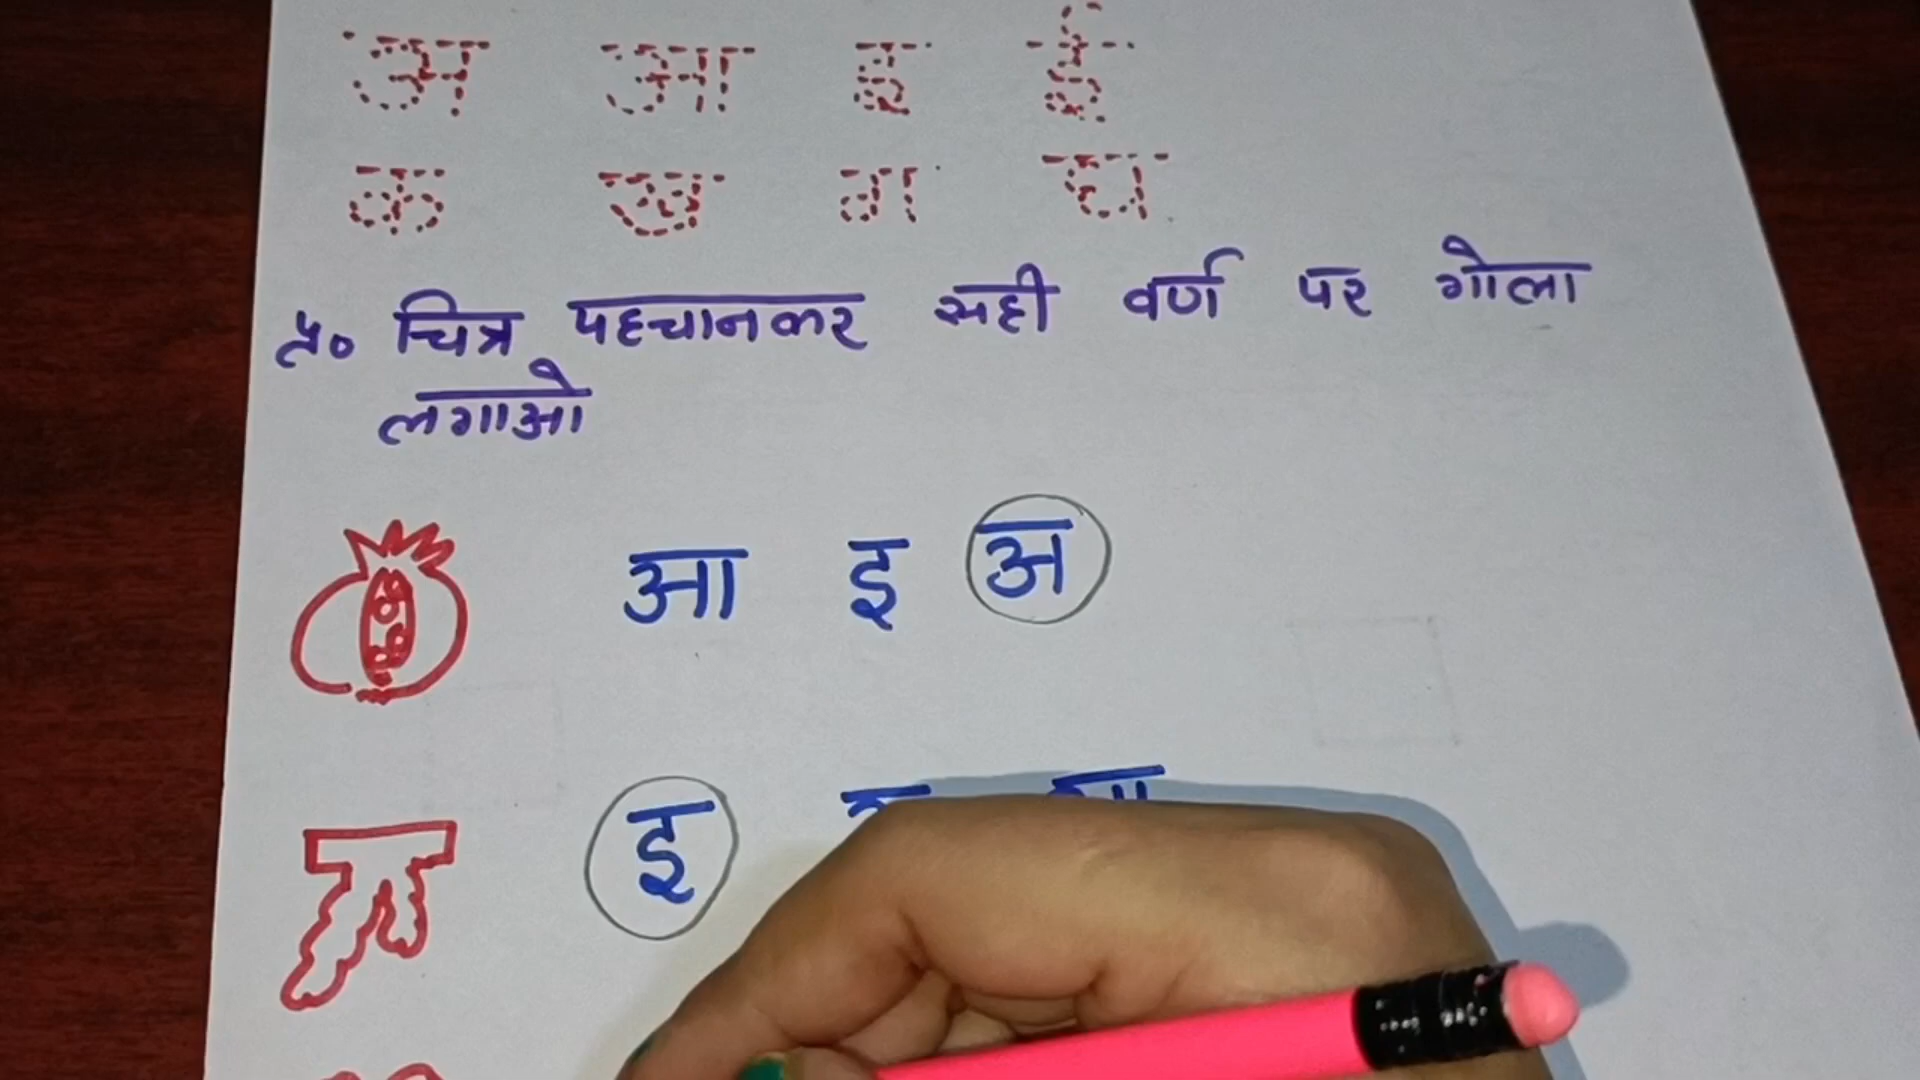 अ आ इ ई
क ख ग घ
प्र० चित्र पहचानकर सही वर्ण पर गोला
लगाओ
आ इ अ
इ